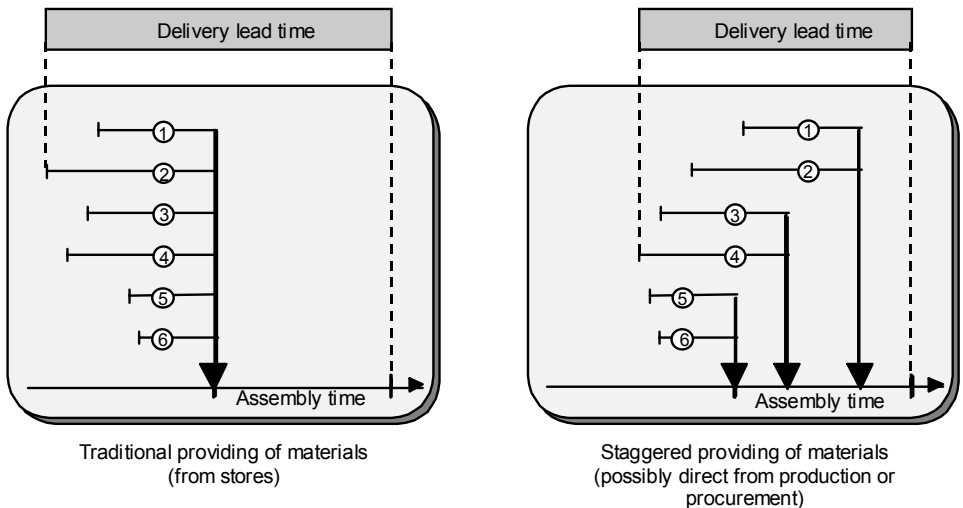 Delivery lead time
1
2
3
4
5
6
Assembly time
Traditional providing of materials
(from stores)
Delivery lead time
1
2
3
4
5
6
Assembly time
Staggered providing of materials
(possibly direct from production or
procurement)